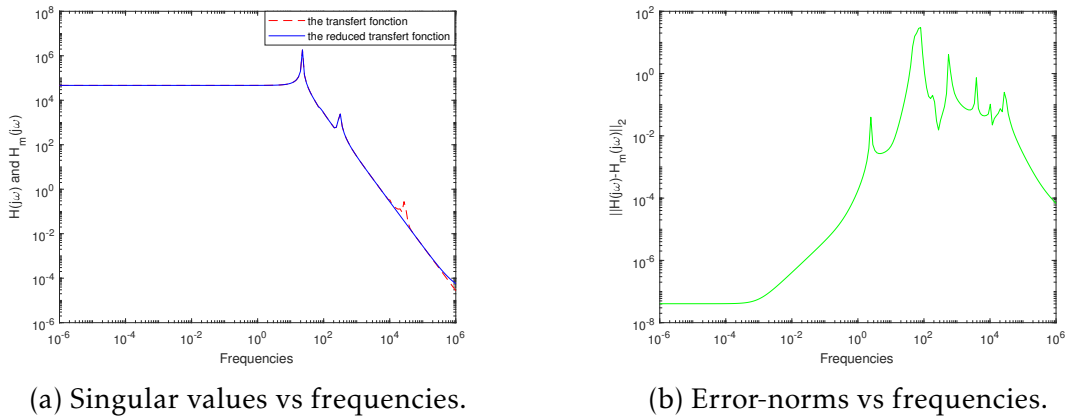 10^8
10^6
10^4
10^2
10^0
10^-2
10^-4
10^-6
H(jω) and H_m(jω)
the transfert fonction
the reduced transfert fonction
10^-6 10^-4 10^-2 10^0 10^2 10^4 10^6
Frequencies
(a) Singular values vs frequencies.
10^2
10^0
10^-2
10^-4
10^-6
10^-8
||H(jω)-H_m(jω)||_2
10^-6 10^-4 10^-2 10^0 10^2 10^4 10^6
Frequencies
(b) Error-norms vs frequencies.